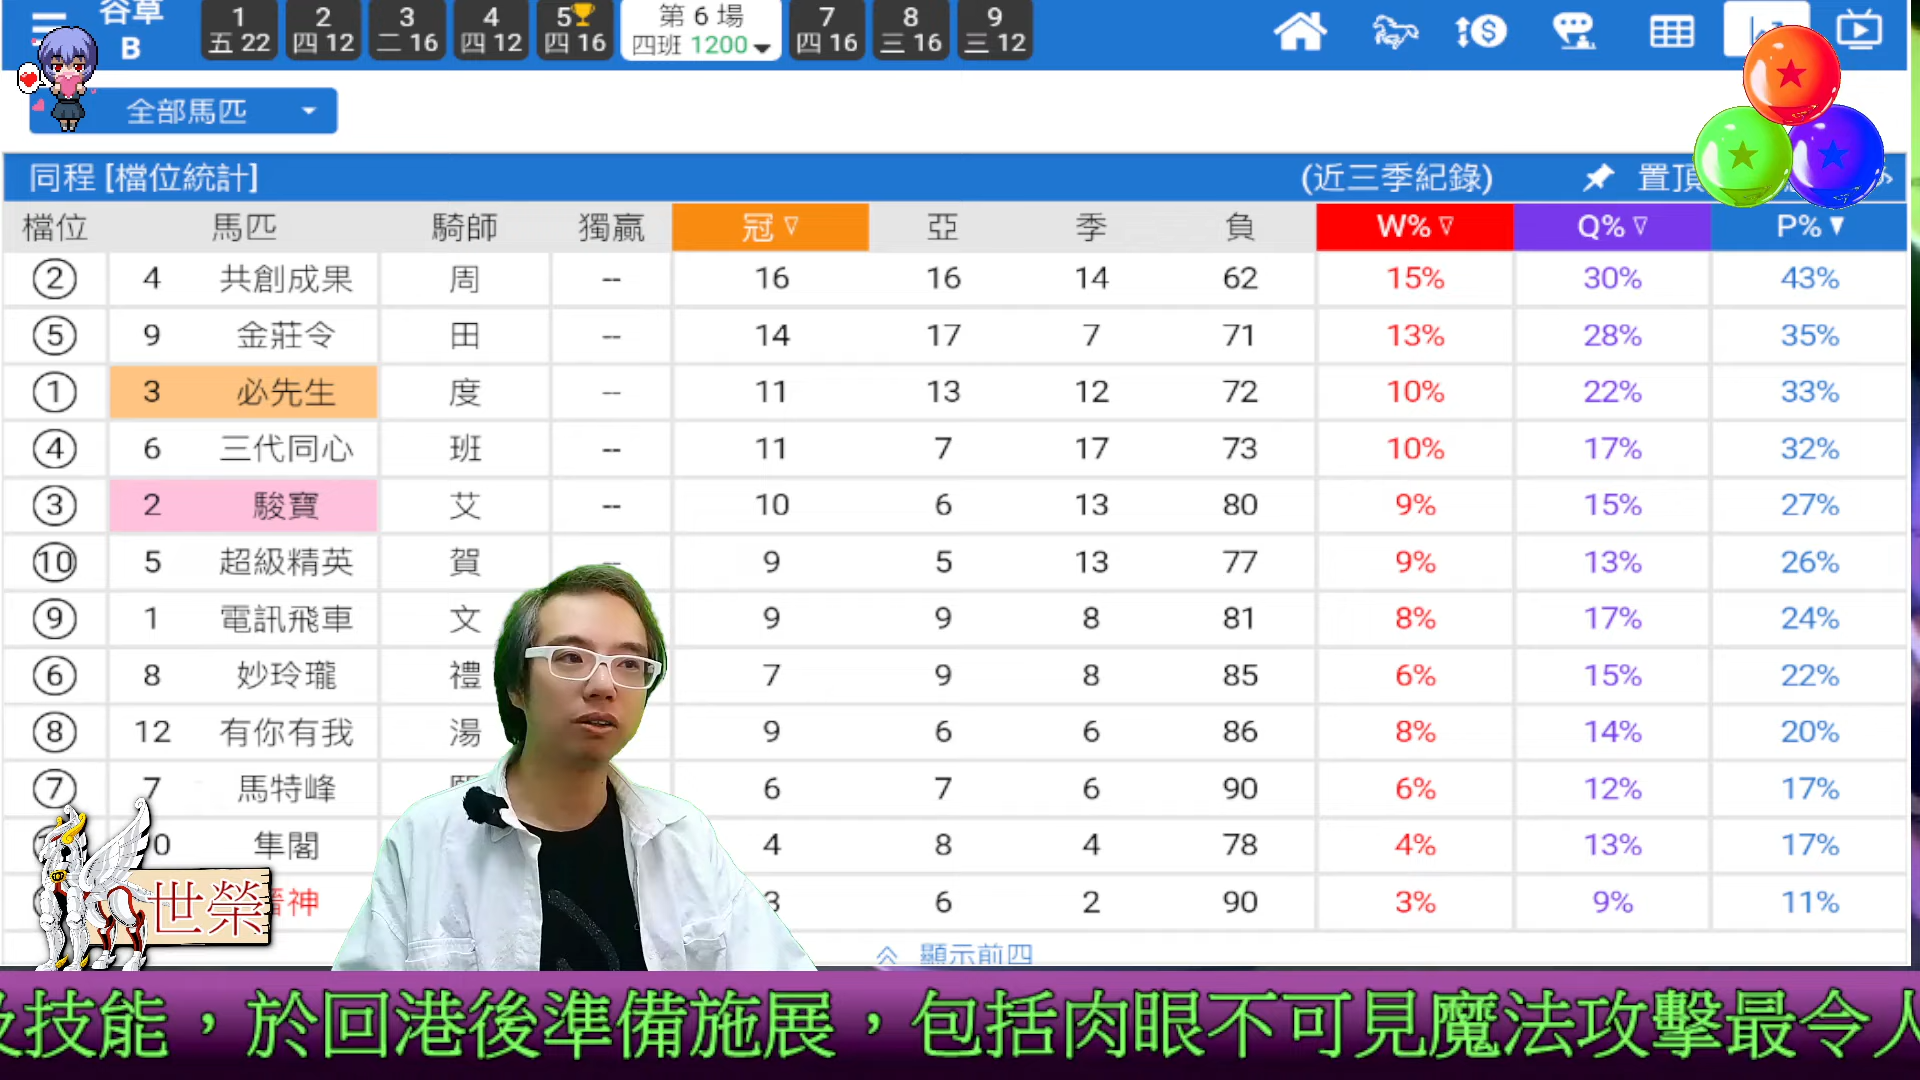 谷草 B
1 五 22
2 四 12
3 二 16
4 四 12
5 四 16
第 6 場 四班 1200
7 四 16
8 三 16
9 三 12
全部馬匹
同程 [檔位統計] (近三季紀錄) 置頂
檔位 馬匹 騎師 獨贏 冠 亞 季 負 W% Q% P%
2 4 共創成果 周 -- 16 16 14 62 15% 30% 43%
5 9 金莊令 田 -- 14 17 7 71 13% 28% 35%
1 3 必先生 度 -- 11 13 12 72 10% 22% 33%
4 6 三代同心 班 -- 11 7 17 73 10% 17% 32%
3 2 駿寶 艾 -- 10 6 13 80 9% 15% 27%
10 5 超級精英 賀 -- 9 5 13 77 9% 13% 26%
9 1 電訊飛車 文 9 9 8 81 8% 17% 24%
6 8 妙玲瓏 禮 7 9 8 85 6% 15% 22%
8 12 有你有我 湯 9 6 6 86 8% 14% 20%
7 7 馬特峰 6 7 6 90 6% 12% 17%
0 隼閣 4 8 4 78 4% 13% 17%
神 3 6 2 90 3% 9% 11%
世榮
顯示前四
技能，於回港後準備施展，包括肉眼不可見魔法攻擊最令人